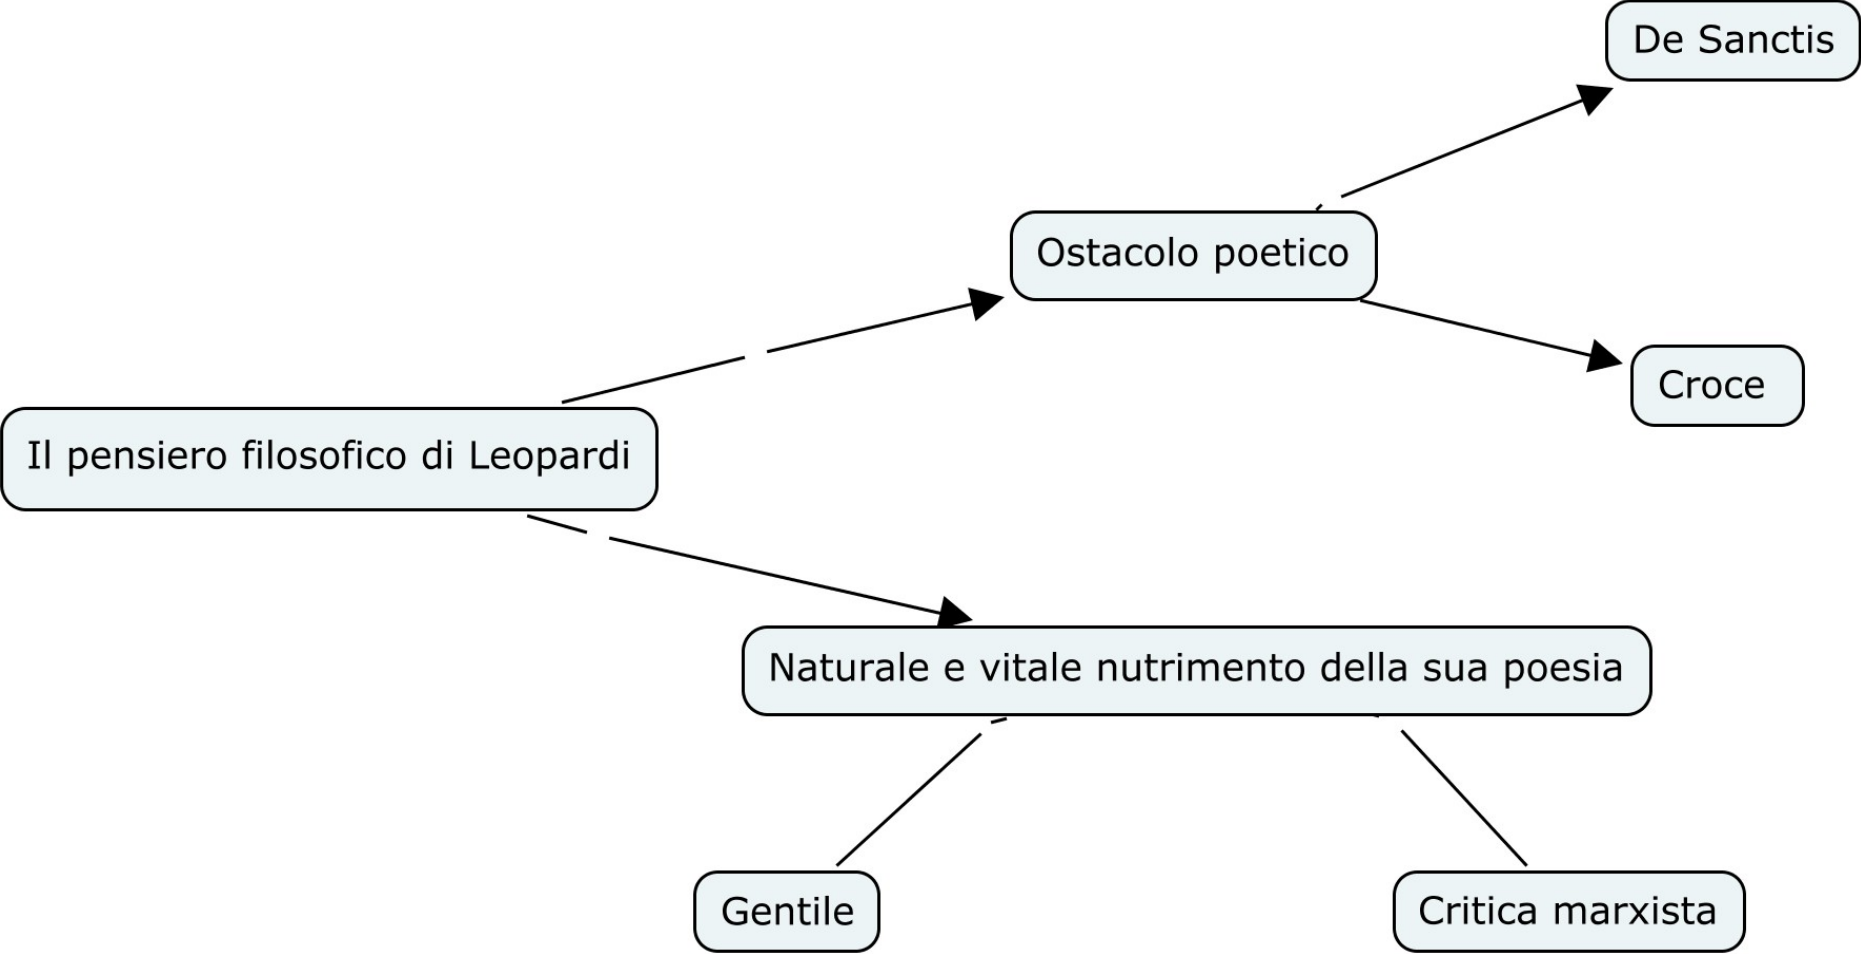 De Sanctis
Ostacolo poetico
Croce
Il pensiero filosofico di Leopardi
Naturale e vitale nutrimento della sua poesia
Gentile
Critica marxista